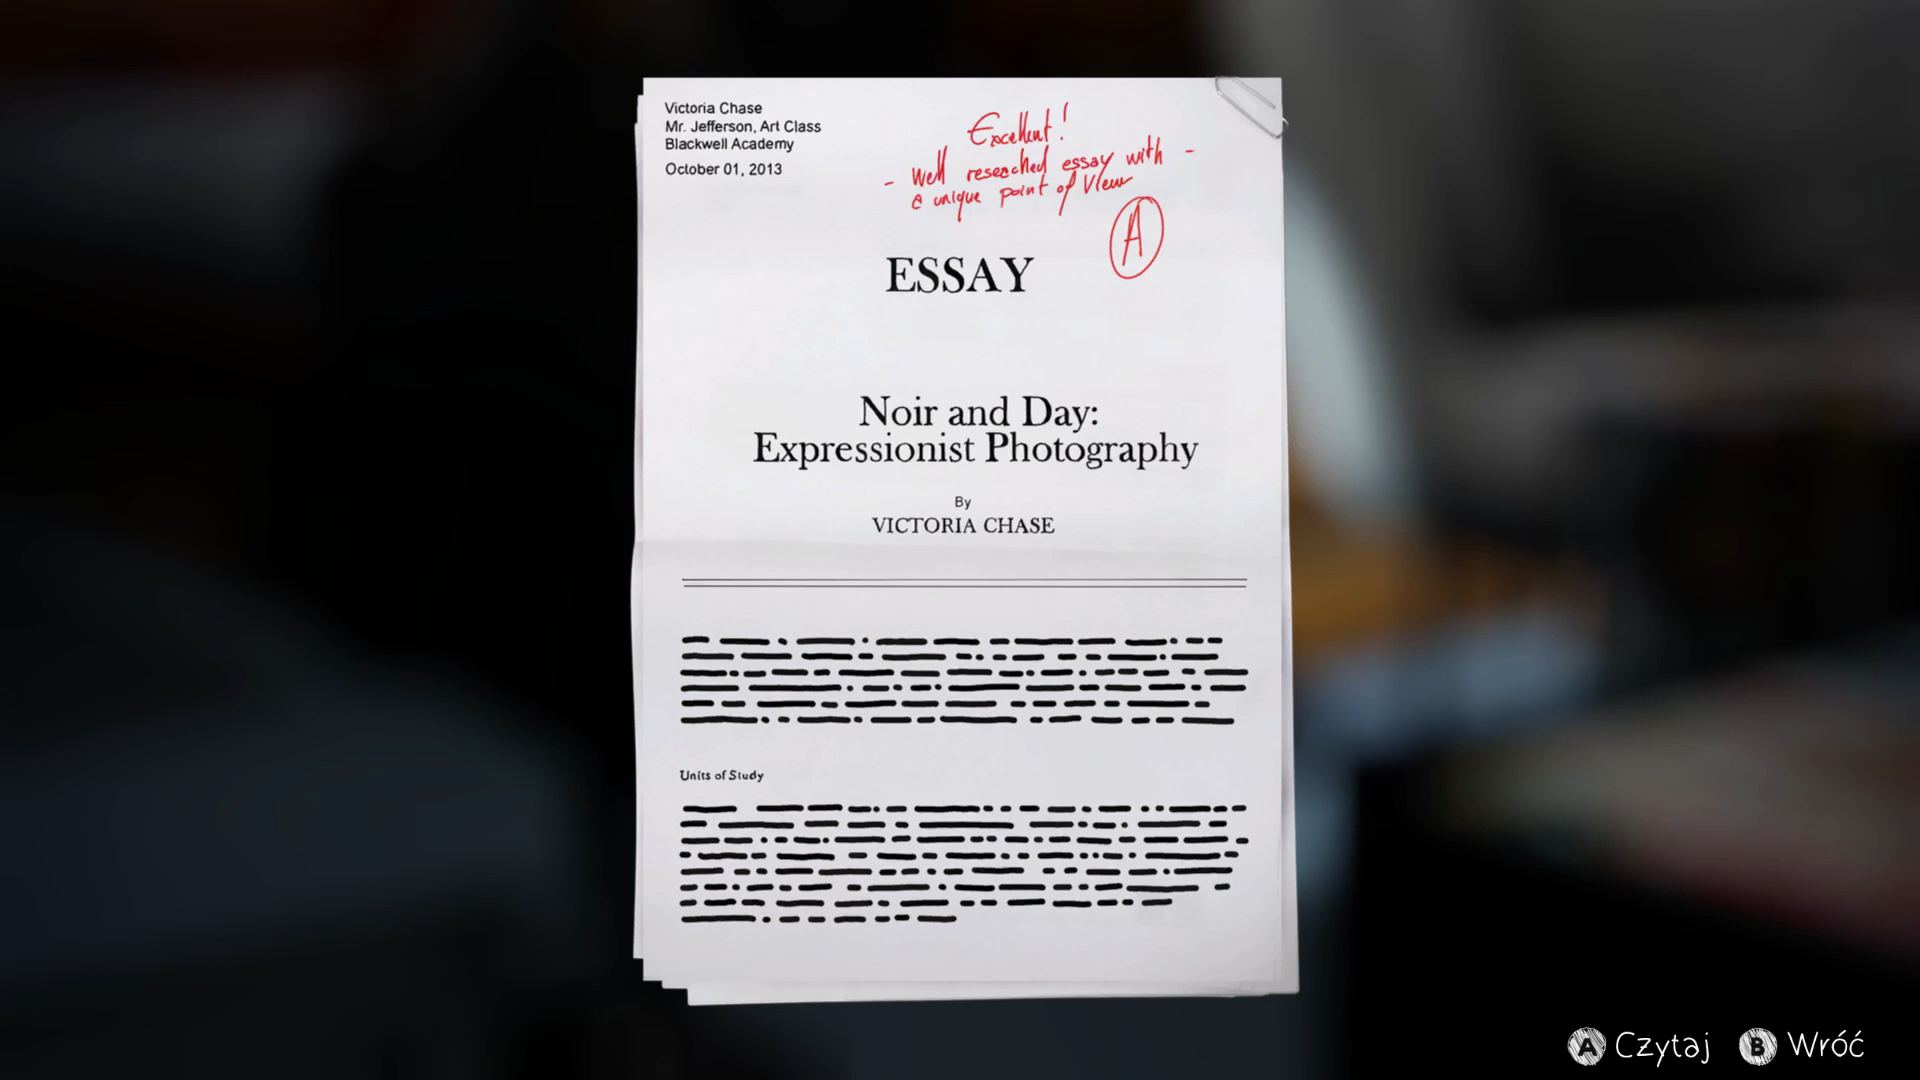 Victoria Chase
Mr. Jefferson, Art Class
Blackwell Academy
October 01, 2013
Excellent!
- Well reseached essay with -
a unique point of View
A
ESSAY
Noir and Day:
Expressionist Photography
By
VICTORIA CHASE
Units of Study
A Czytaj B Wróć